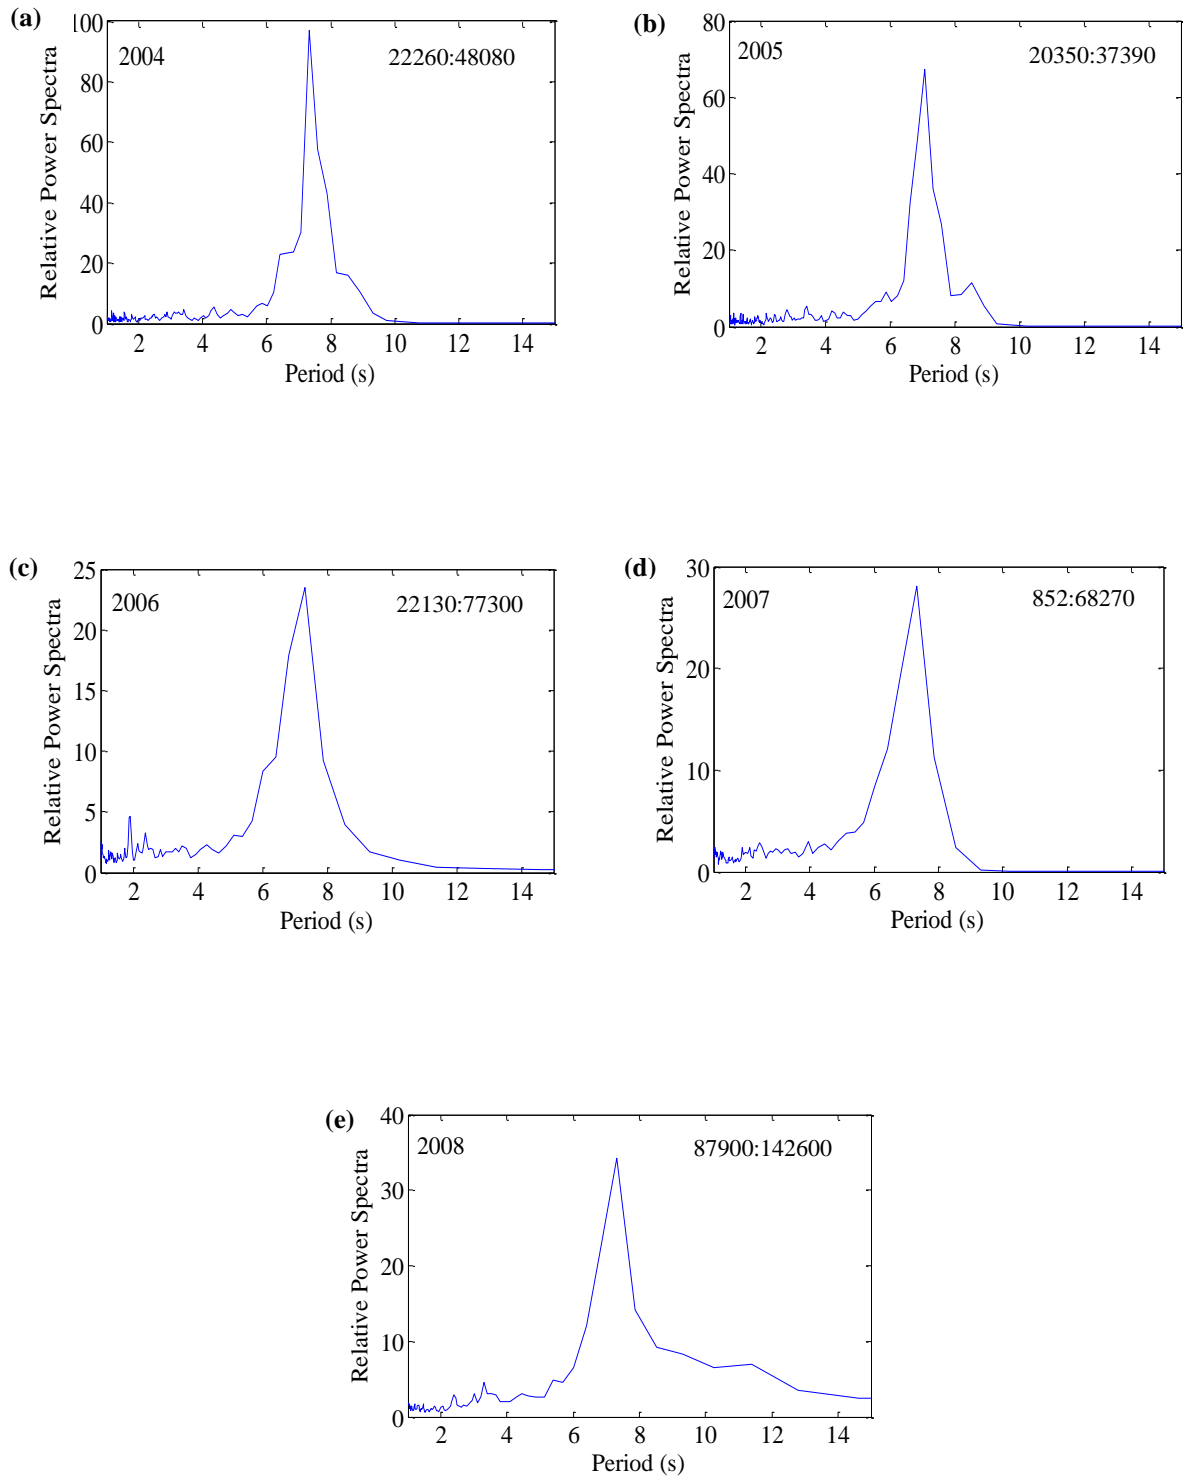 (a)
2004
22260:48080
Relative Power Spectra
100
80
60
40
20
0
2 4 6 8 10 12 14
Period (s)
(b)
2005
20350:37390
Relative Power Spectra
80
60
40
20
0
2 4 6 8 10 12 14
Period (s)
(c)
2006
22130:77300
Relative Power Spectra
25
20
15
10
5
0
2 4 6 8 10 12 14
Period (s)
(d)
2007
852:68270
Relative Power Spectra
30
20
10
0
2 4 6 8 10 12 14
Period (s)
(e)
2008
87900:142600
Relative Power Spectra
40
30
20
10
0
2 4 6 8 10 12 14
Period (s)